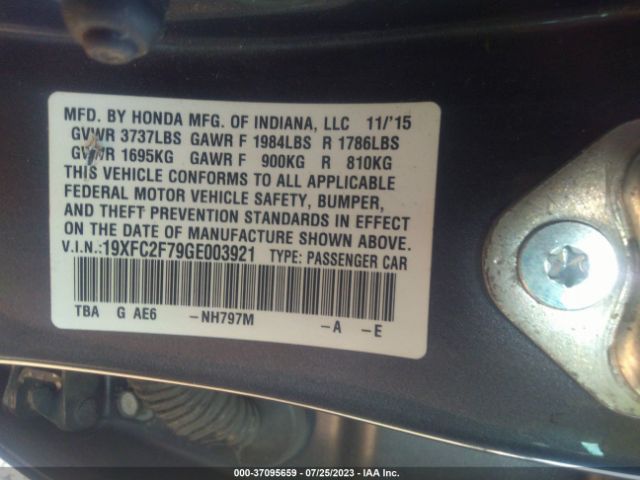 MFD. BY HONDA MFG. OF INDIANA, LLC 11/'15
GVWR 3737LBS GAWR F 1984LBS R 1786LBS
GVWR 1695KG GAWR F 900KG R 810KG
THIS VEHICLE CONFORMS TO ALL APPLICABLE
FEDERAL MOTOR VEHICLE SAFETY, BUMPER,
AND THEFT PREVENTION STANDARDS IN EFFECT
ON THE DATE OF MANUFACTURE SHOWN ABOVE.
V.I.N.:19XFC2F79GE003921 TYPE: PASSENGER CAR
TBA G AE6 -NH797M -A -E
000-37095659 / 07/25/2023 / IAA Inc.